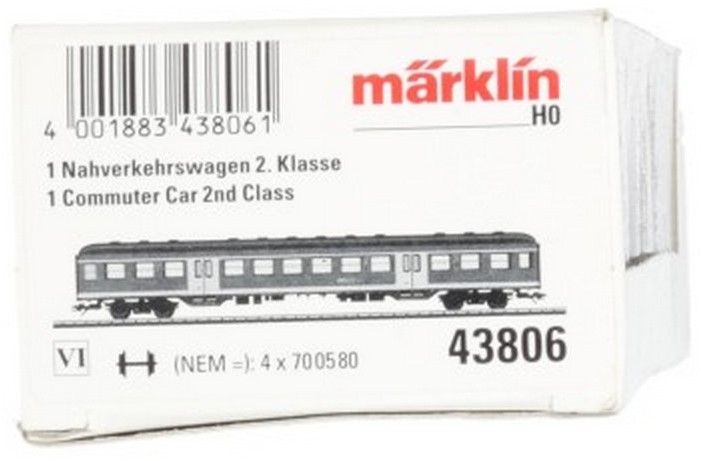 märklin
H0
4 001883 438061
1 Nahverkehrswagen 2. Klasse
1 Commuter Car 2nd Class
VI (NEM =): 4 x 700580
43806